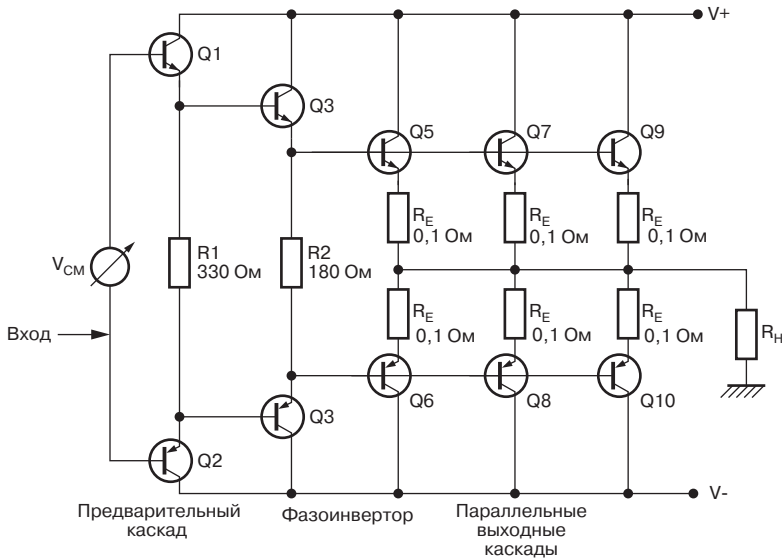 V+
Q1
Q3
Q5
Q7
Q9
R_E
0,1 Ом
R_E
0,1 Ом
R_E
0,1 Ом
V_СМ
R1
330 Ом
R2
180 Ом
R_E
0,1 Ом
R_E
0,1 Ом
R_E
0,1 Ом
R_Н
Вход
Q3
Q6
Q8
Q10
Q2
V-
Предварительный
каскад
Фазоинвертор
Параллельные
выходные
каскады